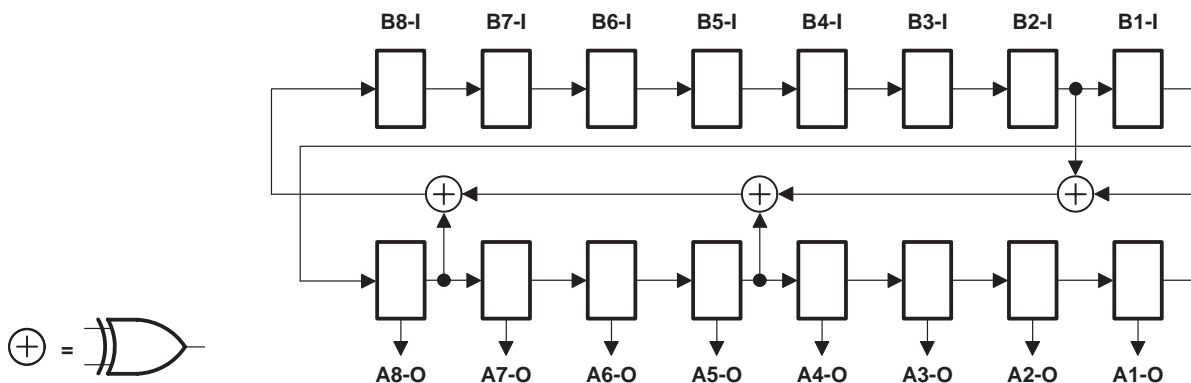 B8-I B7-I B6-I B5-I B4-I B3-I B2-I B1-I
=
A8-O A7-O A6-O A5-O A4-O A3-O A2-O A1-O